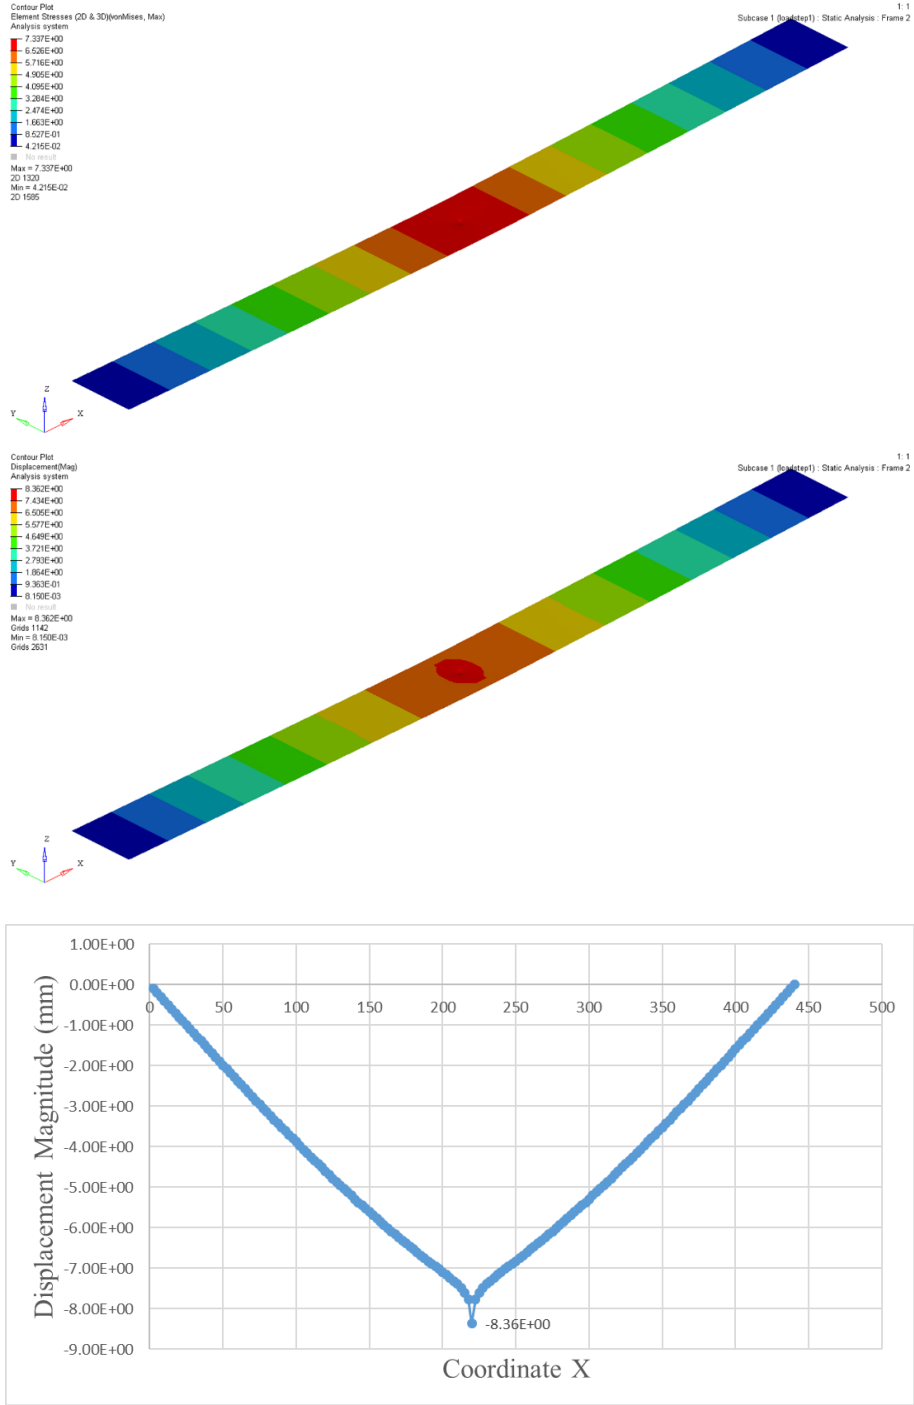 Contour Plot
Element Stresses (2D & 3D)(vonMises, Max)
Analysis system
7.337E+00
6.526E+00
5.716E+00
4.905E+00
4.095E+00
3.284E+00
2.474E+00
1.663E+00
8.527E-01
4.215E-02
No result
Max = 7.337E+00
2D 1320
Min = 4.215E-02
2D 1585
1: 1
Subcase 1 (loadstep1) : Static Analysis : Frame 2
Z
Y
X
Contour Plot
Displacement(Mag)
Analysis system
8.362E+00
7.434E+00
6.505E+00
5.577E+00
4.649E+00
3.721E+00
2.793E+00
1.864E+00
9.363E-01
8.150E-03
No result
Max = 8.362E+00
Grids 1142
Min = 8.150E-03
Grids 2631
1: 1
Subcase 1 (loadstep1) : Static Analysis : Frame 2
Z
Y
X
Displacement Magnitude (mm)
1.00E+00
0.00E+00
-1.00E+00
-2.00E+00
-3.00E+00
-4.00E+00
-5.00E+00
-6.00E+00
-7.00E+00
-8.00E+00
-9.00E+00
0 50 100 150 200 250 300 350 400 450 500
-8.36E+00
Coordinate X